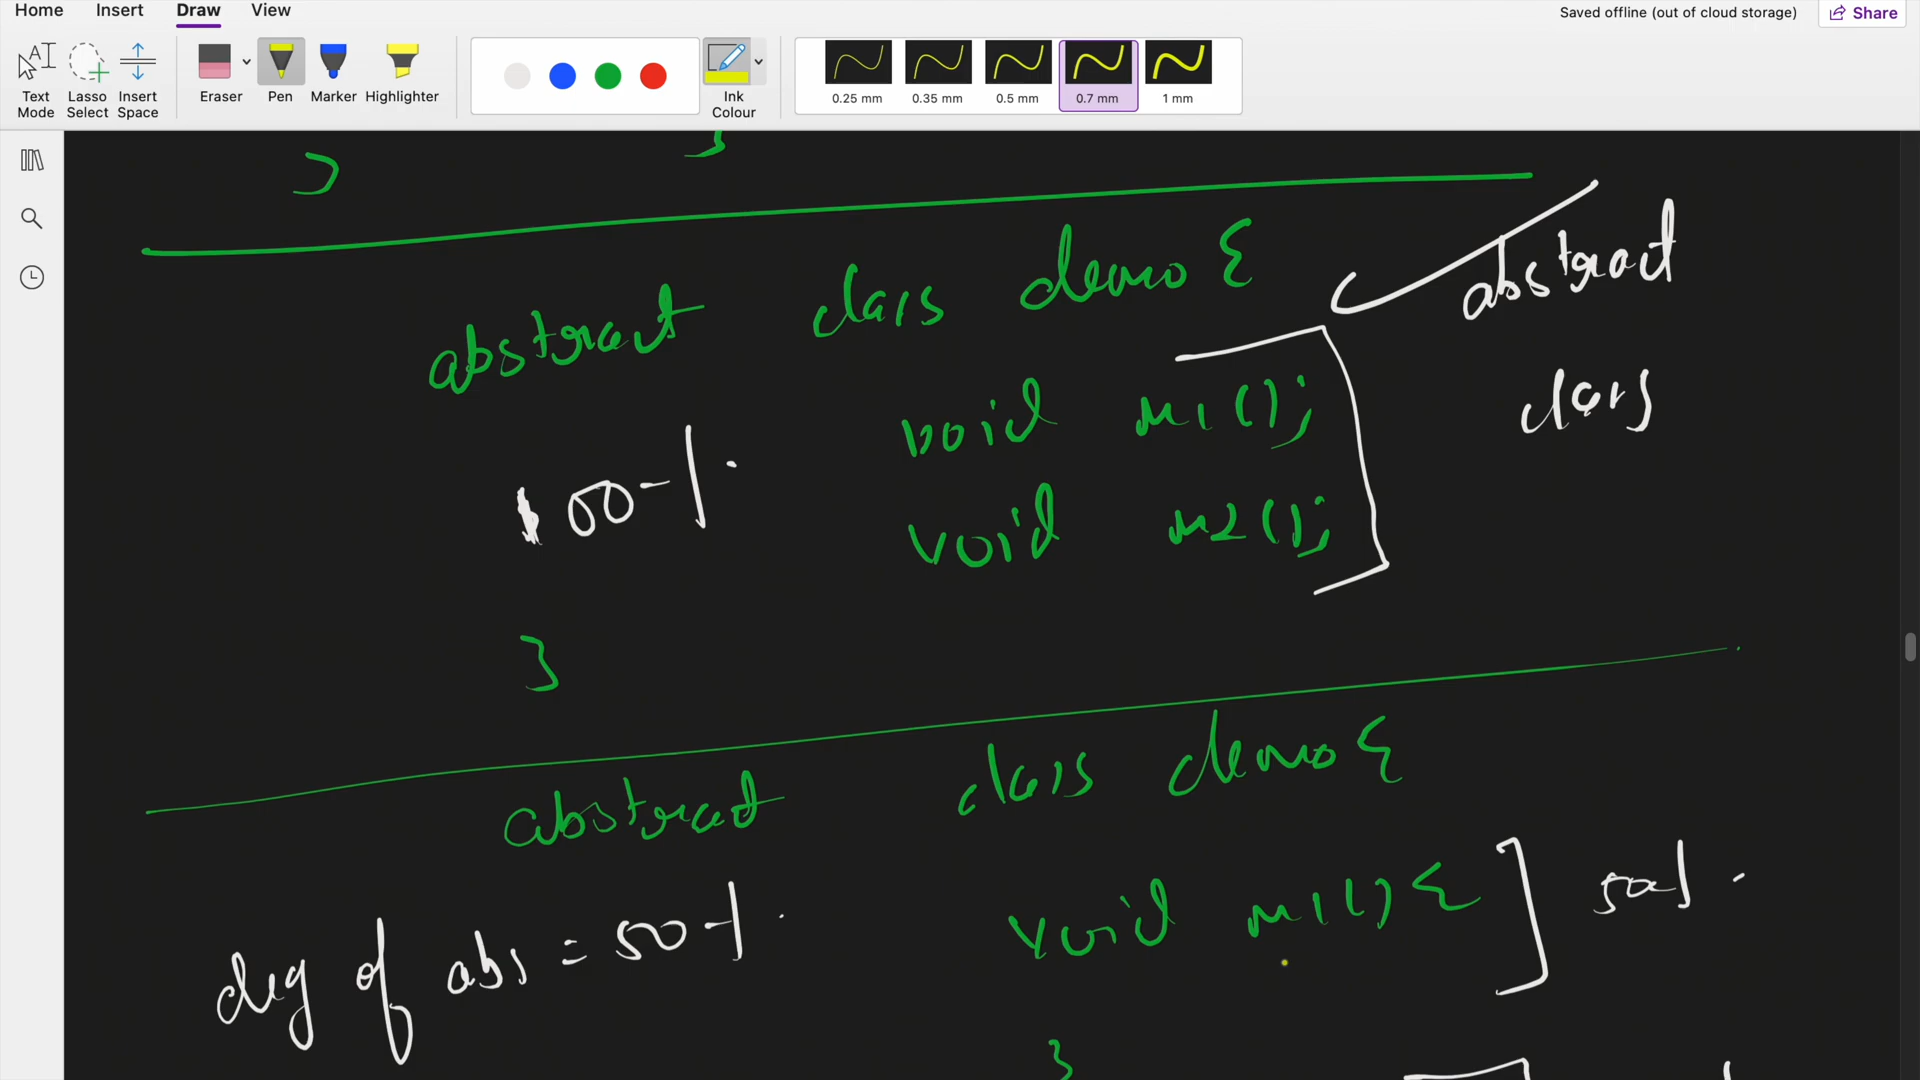 Home Insert Draw View
Saved offline (out of cloud storage) Share
Text Mode
Lasso Select
Insert Space
Eraser
Pen
Marker
Highlighter
Ink Colour
0.25 mm
0.35 mm
0.5 mm
0.7 mm
1 mm
}
}
abstract class demo {
abstract
class
void m1();
100%
void m2();
}
abstract class demo {
void m1() {
50%
deg of abs = 50%
}